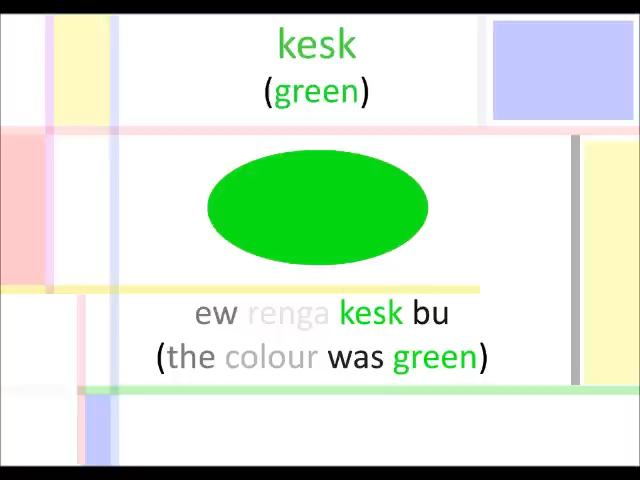 kesk
(green)
ew renga kesk bu
(the colour was green)